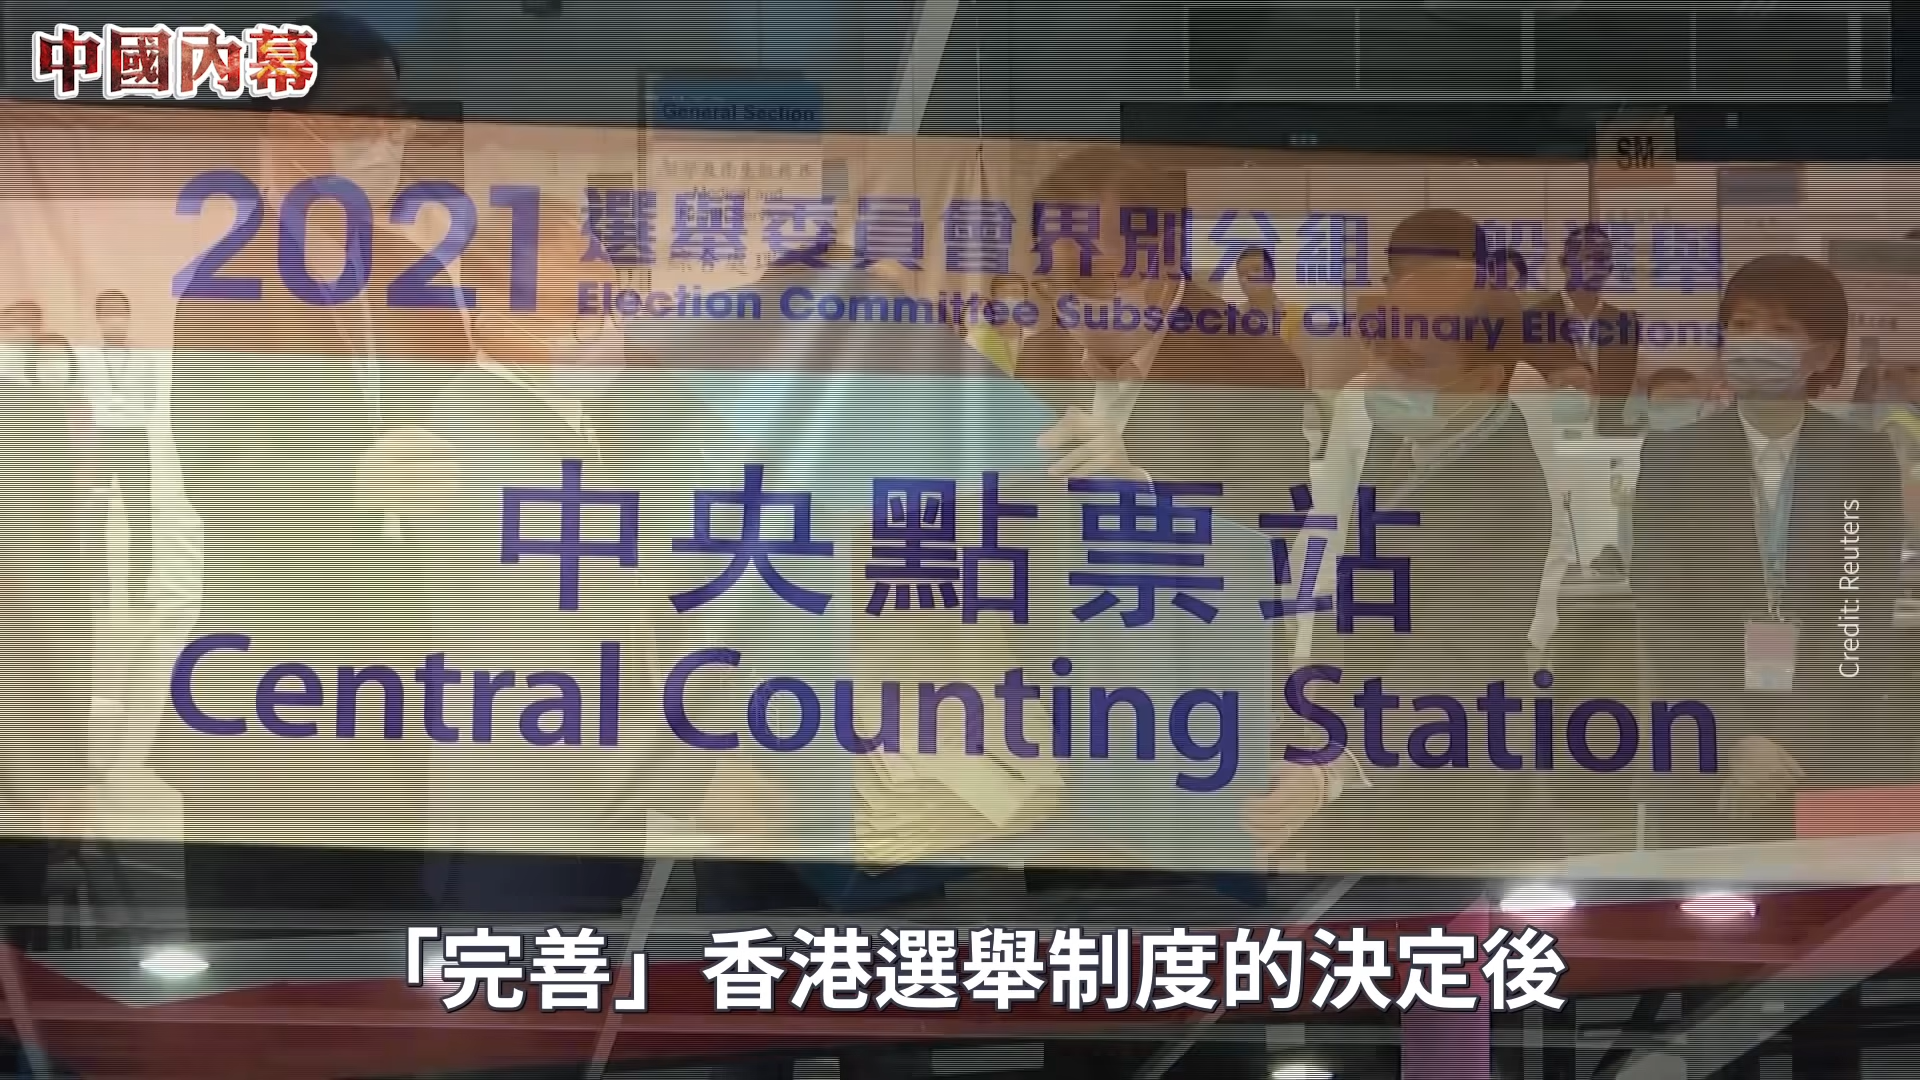 中國內幕
General Section
SM
2021 選舉委員會界別分組一般選舉
Election Committee Subsector Ordinary Elections
中央點票站
Central Counting Station
Credit: Reuters
「完善」香港選舉制度的決定後